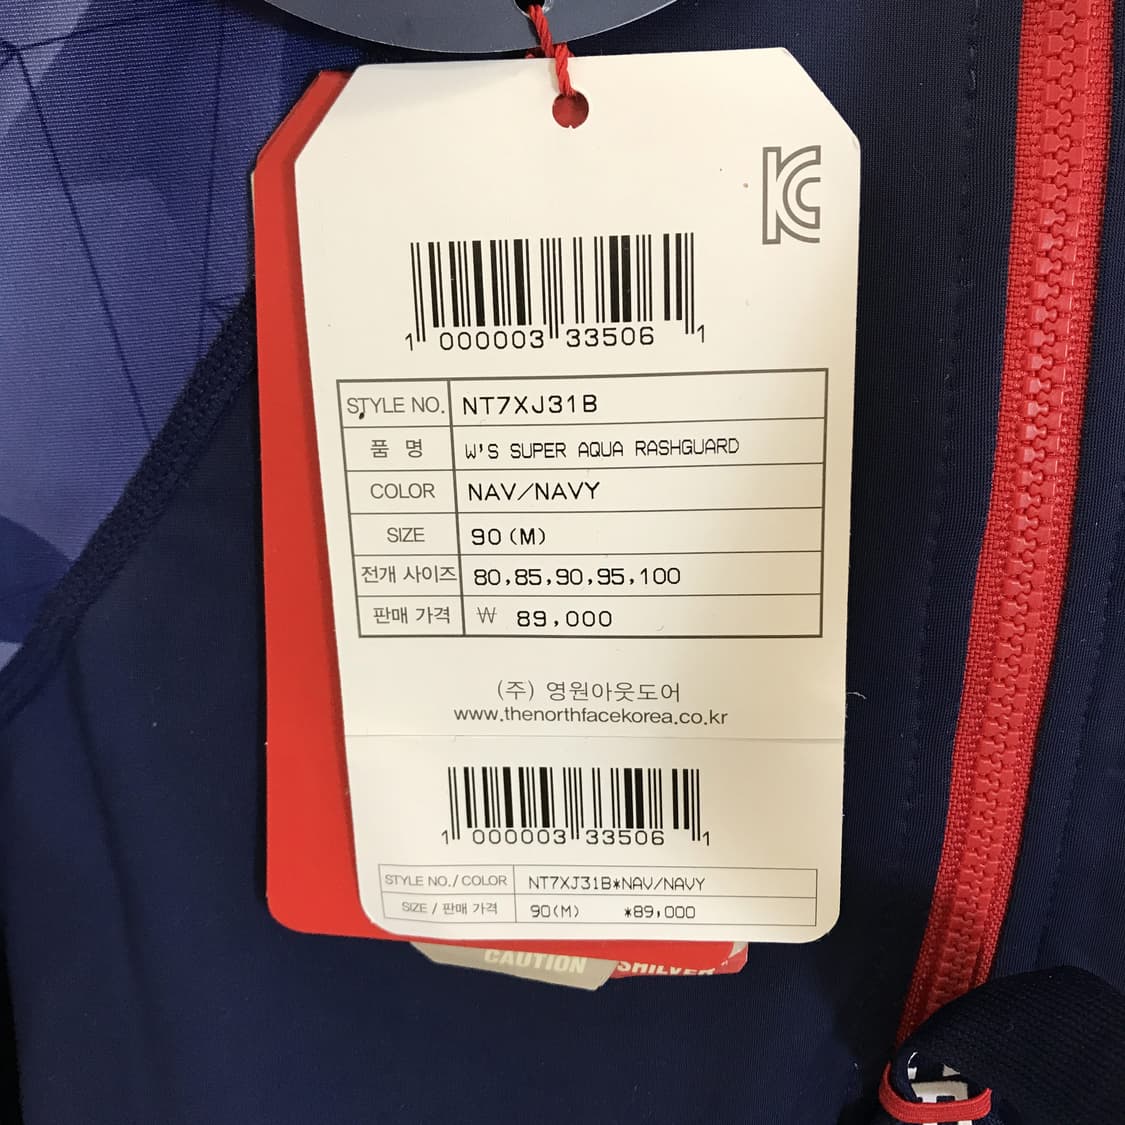 KC
1 000003 33506 1
STYLE NO. NT7XJ31B
품 명 W'S SUPER AQUA RASHGUARD
COLOR NAV/NAVY
SIZE 90(M)
전개 사이즈 80,85,90,95,100
판매 가격 ₩ 89,000
(주) 영원아웃도어
www.thenorthfacekorea.co.kr
1 000003 33506 1
STYLE NO./COLOR NT7XJ31B*NAV/NAVY
SIZE / 판매 가격 90(M) *89,000
CAUTION